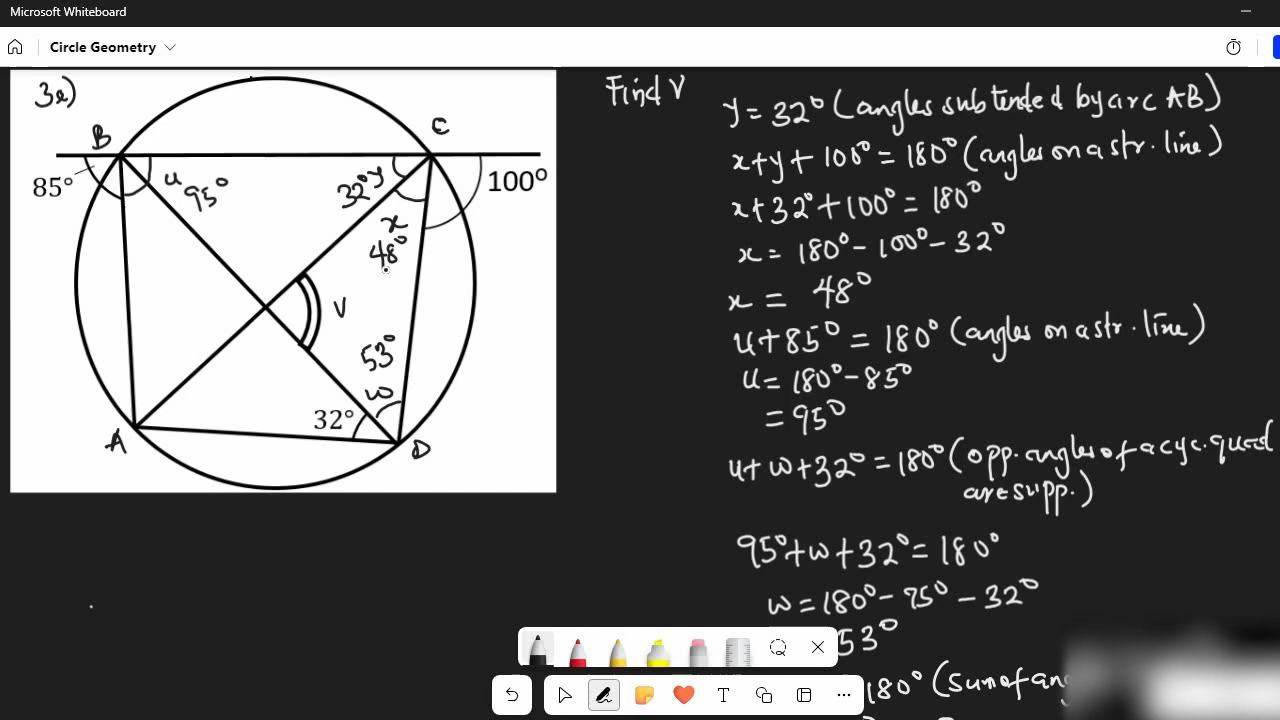 Microsoft Whiteboard
Circle Geometry
3e)
B
C
85°
u
95°
32°
y
100°
x
48°
V
53°
w
32°
A
D
Find V
y = 32° (angles subtended by arc AB)
x + y + 100° = 180° (angles on a str. line)
x + 32° + 100° = 180°
x = 180° - 100° - 32°
x = 48°
u + 85° = 180° (angles on a str. line)
u = 180° - 85°
= 95°
u + w + 32° = 180° (opp. angles of a cyc. quad
are supp.)
95° + w + 32° = 180°
w = 180° - 95° - 32°
53°
180° (sum of ang
T